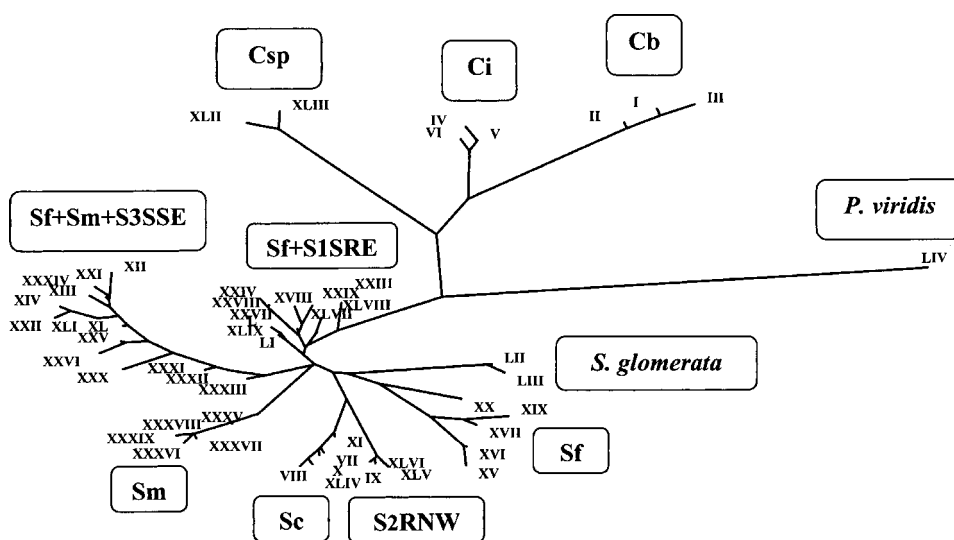 Csp
Ci
Cb
XLII
XLIII
IV
VI
V
II
I
III
P. viridis
LIV
Sf+Sm+S3SSE
Sf+S1SRE
XII
XXI
XXXIV
XIII
XIV
XXII
XLI
XL
XXV
XXVI
XXX
XXXI
XXXII
XXXIII
XXIV
XXVIII
XXVII
XLIX
LI
XVIII
XXIII
XXIX
XLVIII
XLVII
LII
LIII
S. glomerata
XX
XIX
XVII
XVI
XV
Sf
XXXV
XXXVIII
XXXIX
XXXVII
XXXVI
Sm
XI
VII
VIII
X
XLIV
IX
XLVI
XLV
Sc
S2RNW